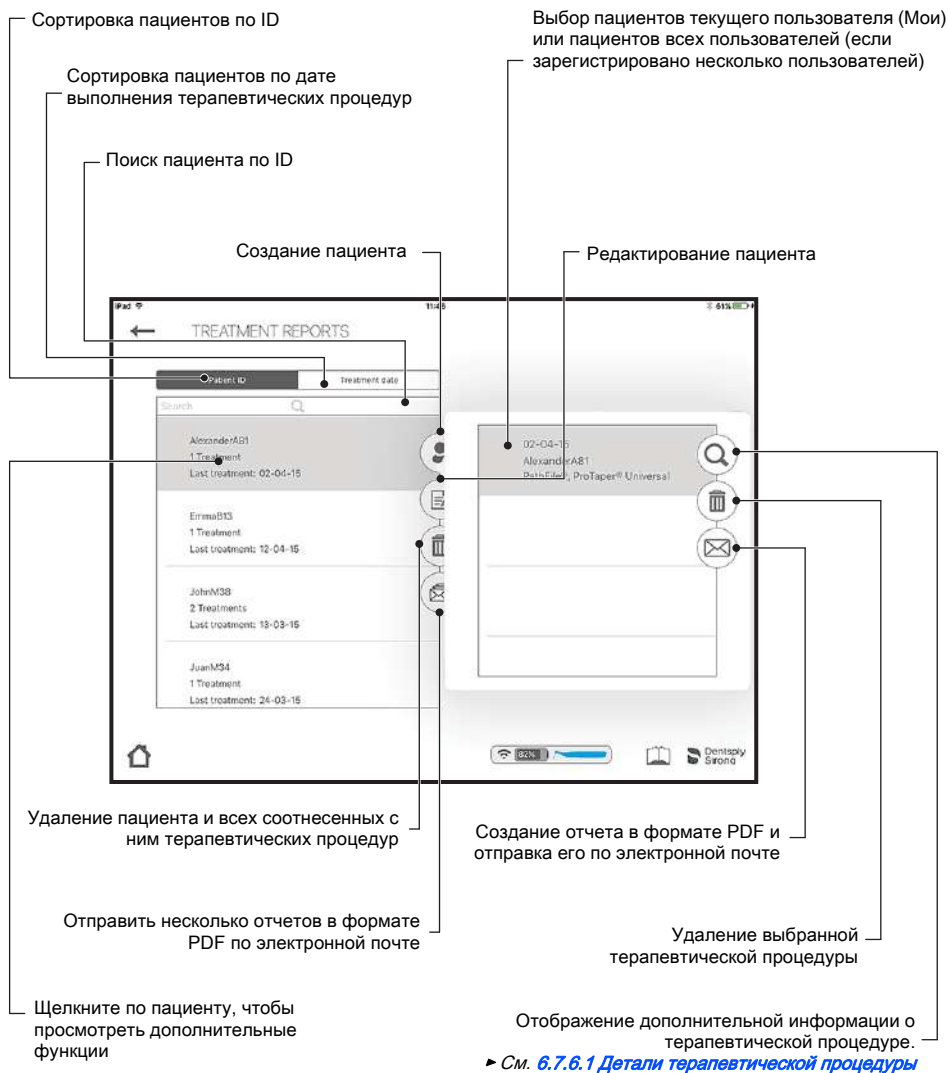 Сортировка пациентов по ID
Выбор пациентов текущего пользователя (Мои)
или пациентов всех пользователей (если
зарегистрировано несколько пользователей)
Сортировка пациентов по дате
выполнения терапевтических процедур
Поиск пациента по ID
Создание пациента
Редактирование пациента
iPad
61%
TREATMENT REPORTS
Patient ID
Treatment date
Search
AlexanderA81
1 Treatment
Last treatment: 02-04-15
EmmaB13
1 Treatment
Last treatment: 12-04-15
JohnM38
2 Treatments
Last treatment: 13-03-15
JuanM34
1 Treatment
Last treatment: 24-03-15
02-04-15
AlexanderA81
PathFile®, ProTaper® Universal
82%
Dentsply
Sirona
Удаление пациента и всех соотнесенных с
ним терапевтических процедур
Создание отчета в формате PDF и
отправка его по электронной почте
Отправить несколько отчетов в формате
PDF по электронной почте
Удаление выбранной
терапевтической процедуры
Щелкните по пациенту, чтобы
просмотреть дополнительные
функции
Отображение дополнительной информации о
терапевтической процедуре.
► См. 6.7.6.1 Детали терапевтической процедуры